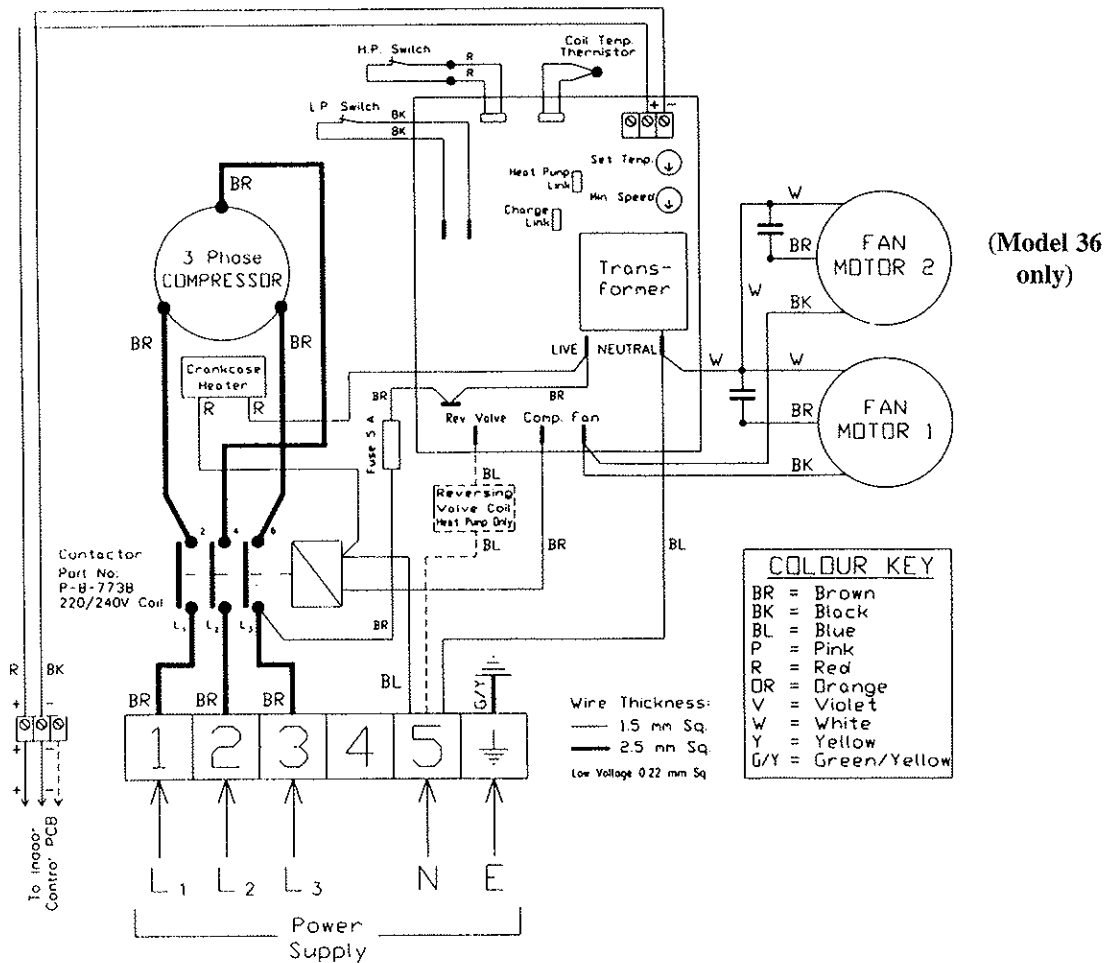 H.P. Switch
R
R
Coil Temp.
Thermistor
L.P. Switch
BK
BK
+ -
Set Temp.
Heat Pump
Link
Min Speed
Charge
Link
BR
3 Phase
COMPRESSOR
Trans-
former
W
BR
FAN
MOTOR 2
(Model 36
only)
W
BK
BR
BR
LIVE
NEUTRAL
W
W
Crankcase
Heater
R
R
BR
BR
Rev Valve
Comp.
Fan
Fuse 5 A
BR
FAN
MOTOR 1
BK
BL
Reversing
Valve Coil
Heat Pump Only
BL
BR
BL
2
4
6
Contactor
Part No:
P-B-773B
220/240V Coil
L1
L2
L3
BR
COLOUR KEY
BR = Brown
BK = Black
BL = Blue
P = Pink
R = Red
OR = Orange
V = Violet
W = White
Y = Yellow
G/Y = Green/Yellow
R
BK
BR
BR
BR
BL
G/Y
Wire Thickness:
1.5 mm Sq.
2.5 mm Sq.
Low Voltage 0.22 mm Sq
+ -
+ -
+ -
1
2
3
4
5
To Indoor
Control PCB
L1
L2
L3
N
E
Power
Supply